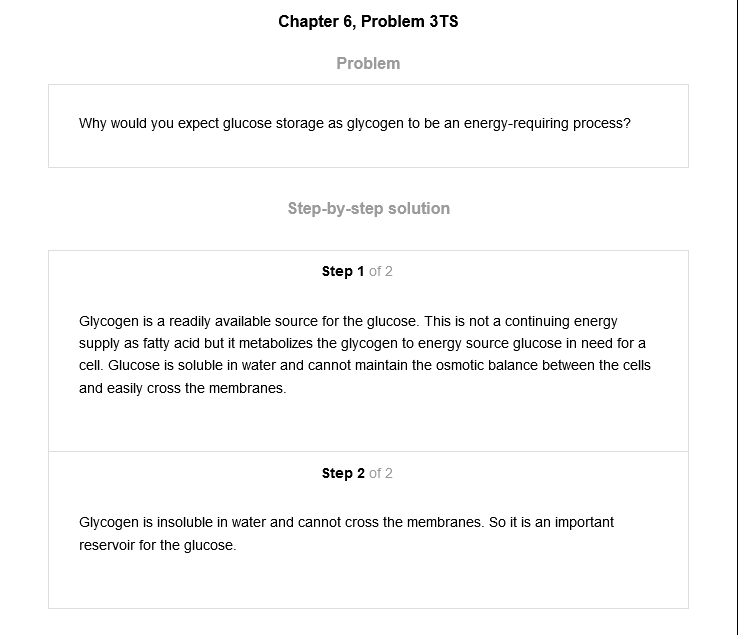 Chapter 6, Problem 3TS
Problem
Why would you expect glucose storage as glycogen to be an energy-requiring process?
Step-by-step solution
Step 1 of 2
Glycogen is a readily available source for the glucose. This is not a continuing energy
supply as fatty acid but it metabolizes the glycogen to energy source glucose in need for a
cell. Glucose is soluble in water and cannot maintain the osmotic balance between the cells
and easily cross the membranes.
Step 2 of 2
Glycogen is insoluble in water and cannot cross the membranes. So it is an important
reservoir for the glucose.